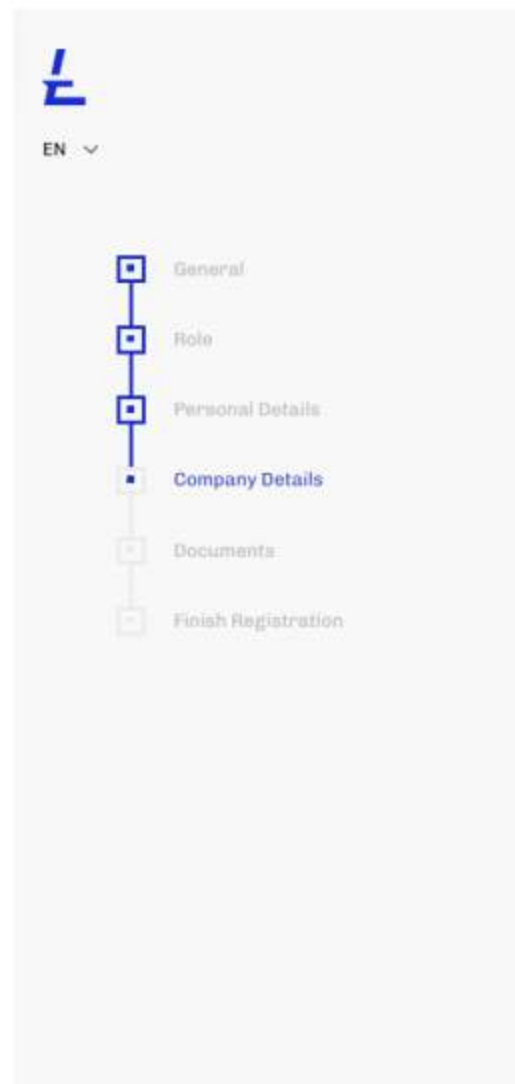 EN
General
Role
Personal Details
Company Details
Documents
Finish Registration